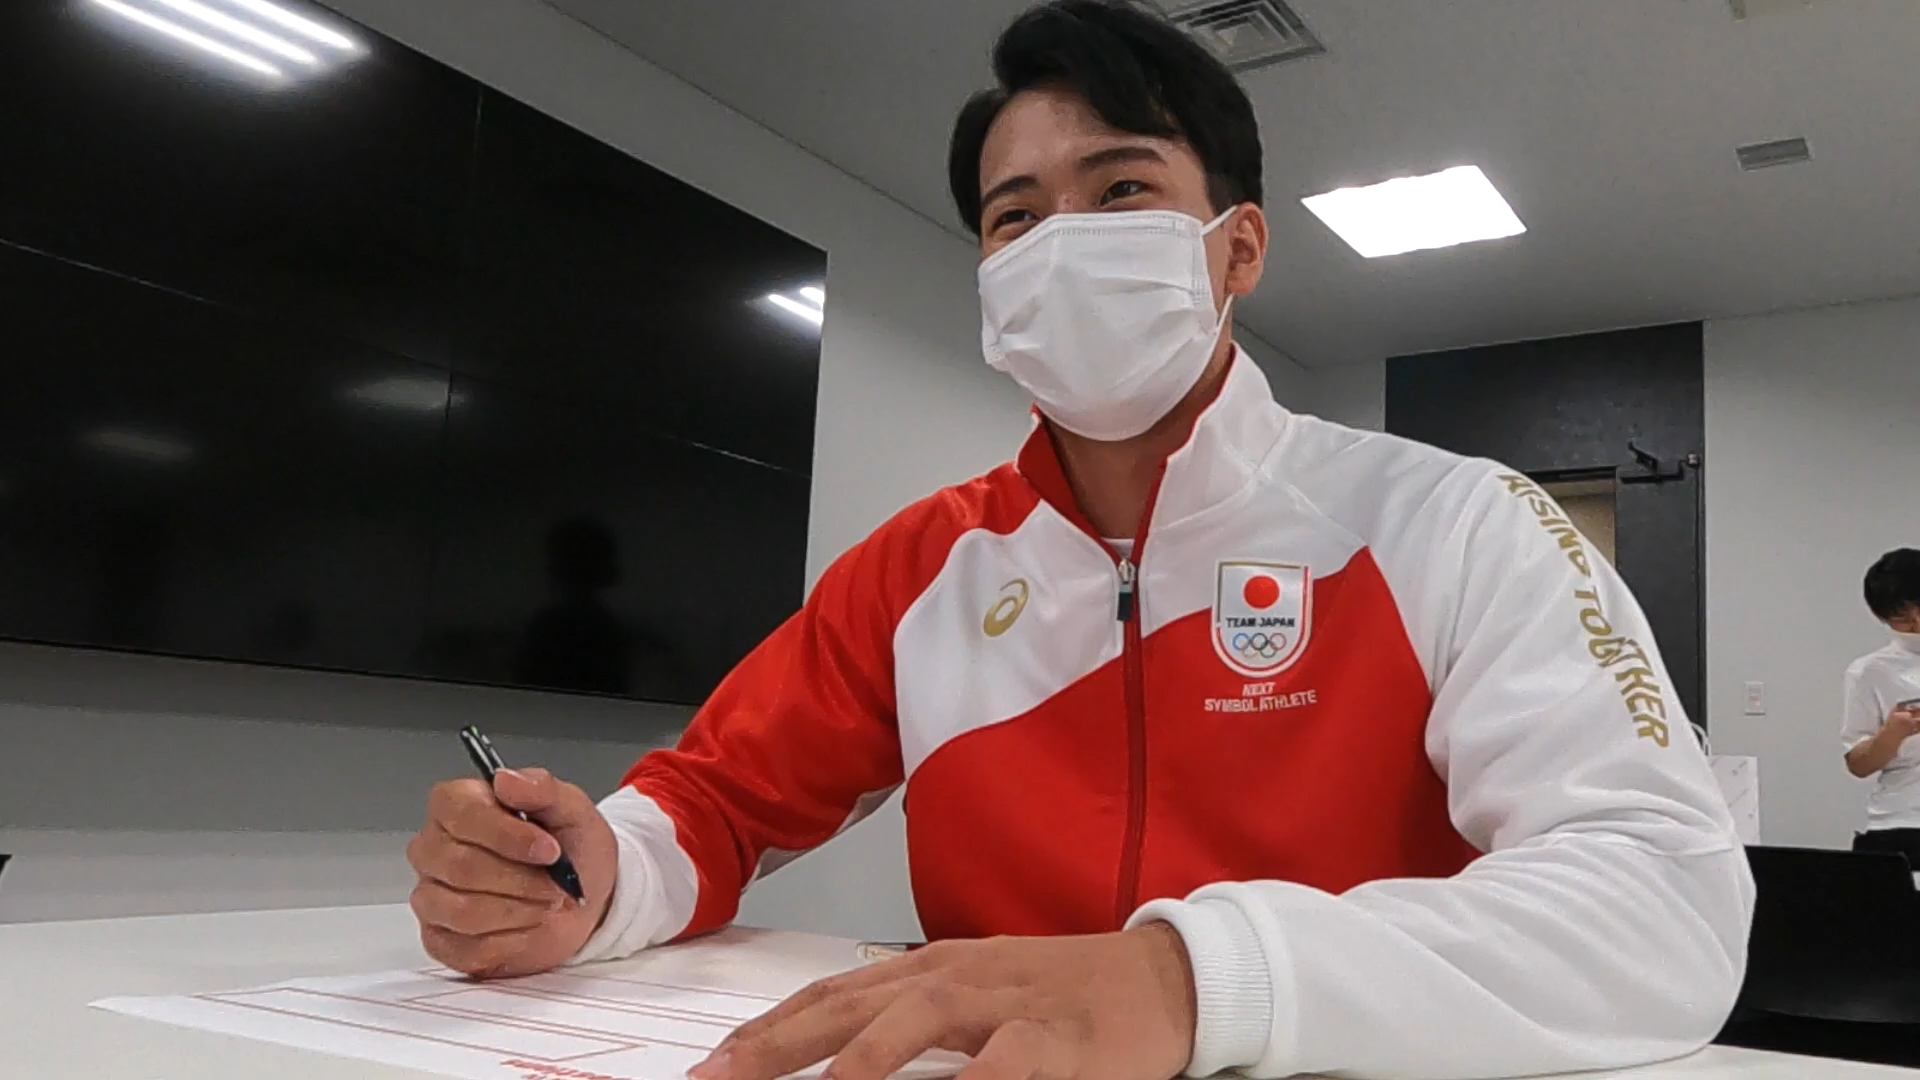 TEAM JAPAN
NEXT
SYMBOL ATHLETE
RISING TOGETHER